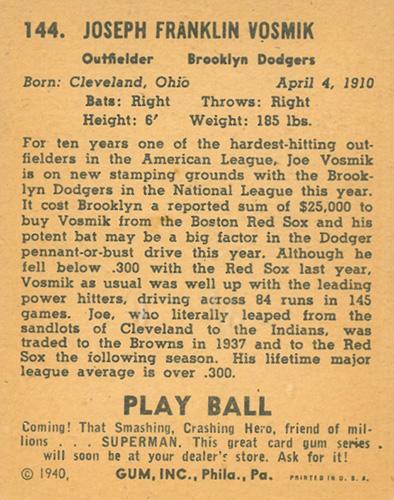 144. JOSEPH FRANKLIN VOSMIK
Outfielder Brooklyn Dodgers
Born: Cleveland, Ohio April 4, 1910
Bats: Right Throws: Right
Height: 6' Weight: 185 lbs.
For ten years one of the hardest-hitting out-
fielders in the American League, Joe Vosmik
is on new stamping grounds with the Brook-
lyn Dodgers in the National League this year.
It cost Brooklyn a reported sum of $25,000 to
buy Vosmik from the Boston Red Sox and his
potent bat may be a big factor in the Dodger
pennant-or-bust drive this year. Although he
fell below .300 with the Red Sox last year,
Vosmik as usual was well up with the leading
power hitters, driving across 84 runs in 145
games. Joe, who literally leaped from the
sandlots of Cleveland to the Indians, was
traded to the Browns in 1937 and to the Red
Sox the following season. His lifetime major
league average is over .300.
PLAY BALL
Coming! That Smashing, Crashing Hero, friend of mil-
lions . . . SUPERMAN. This great card gum series
will soon be at your dealer's store. Ask for it!
© 1940, GUM, INC., Phila., Pa. PRINTED IN U. S. A.